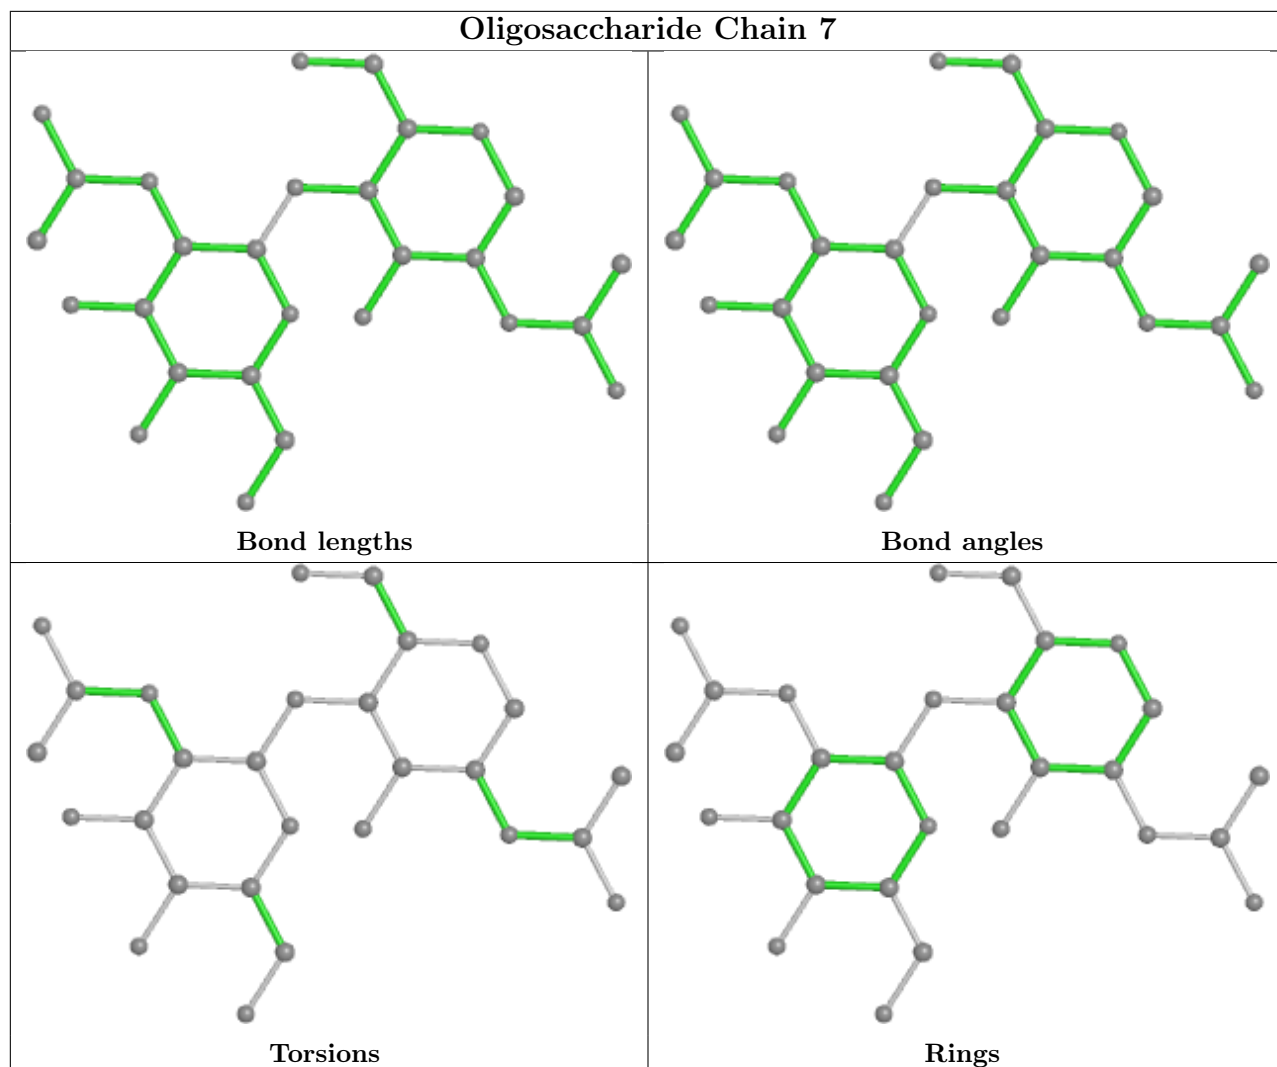 Oligosaccharide Chain 7
Bond lengths
Bond angles
Torsions
Rings